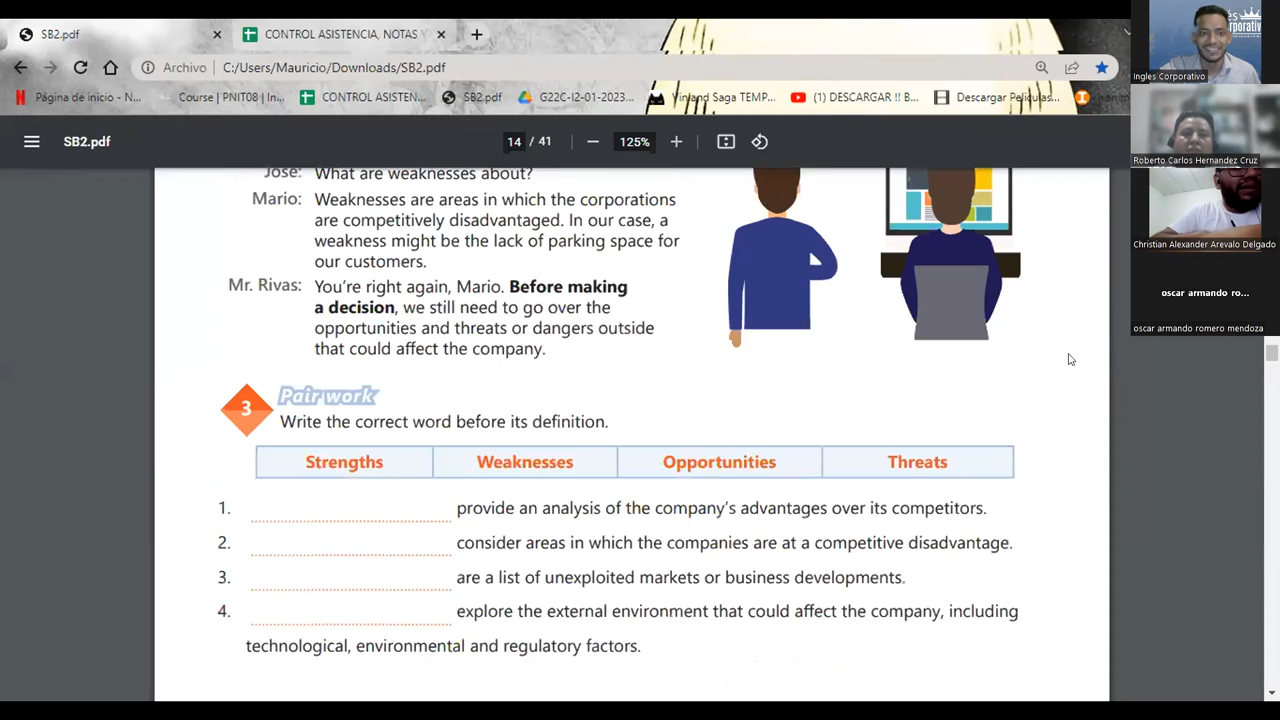 SB2.pdf
CONTROL ASISTENCIA, NOTAS Y
Archivo
C:/Users/Mauricio/Downloads/SB2.pdf
Página de inicio - N...
Course | PNIT08 | In...
CONTROL ASISTEN...
SB2.pdf
G22C-I2-01-2023...
Vinland Saga TEMP...
(1) DESCARGAR !! B...
Descargar Peliculas...
SB2.pdf
14 / 41
125%
Jose: What are weaknesses about?
Mario: Weaknesses are areas in which the corporations
are competitively disadvantaged. In our case, a
weakness might be the lack of parking space for
our customers.
Mr. Rivas: You're right again, Mario. Before making
a decision, we still need to go over the
opportunities and threats or dangers outside
that could affect the company.
3
Pair work
Write the correct word before its definition.
Strengths Weaknesses Opportunities Threats
1. provide an analysis of the company's advantages over its competitors.
2. consider areas in which the companies are at a competitive disadvantage.
3. are a list of unexploited markets or business developments.
4. explore the external environment that could affect the company, including
technological, environmental and regulatory factors.
Ingles Corporativo
Roberto Carlos Hernandez Cruz
Christian Alexander Arevalo Delgado
oscar armando ro...
oscar armando romero mendoza